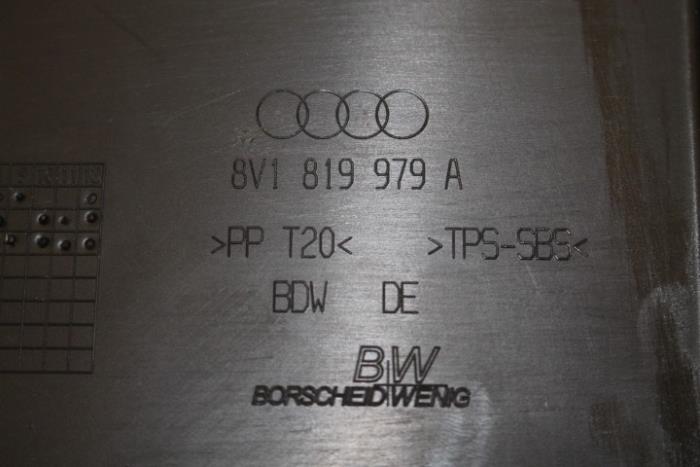 8V1 819 979 A
>PP T20< >TPS-SBS<
BDW DE
BW
BORSCHEID WENIG